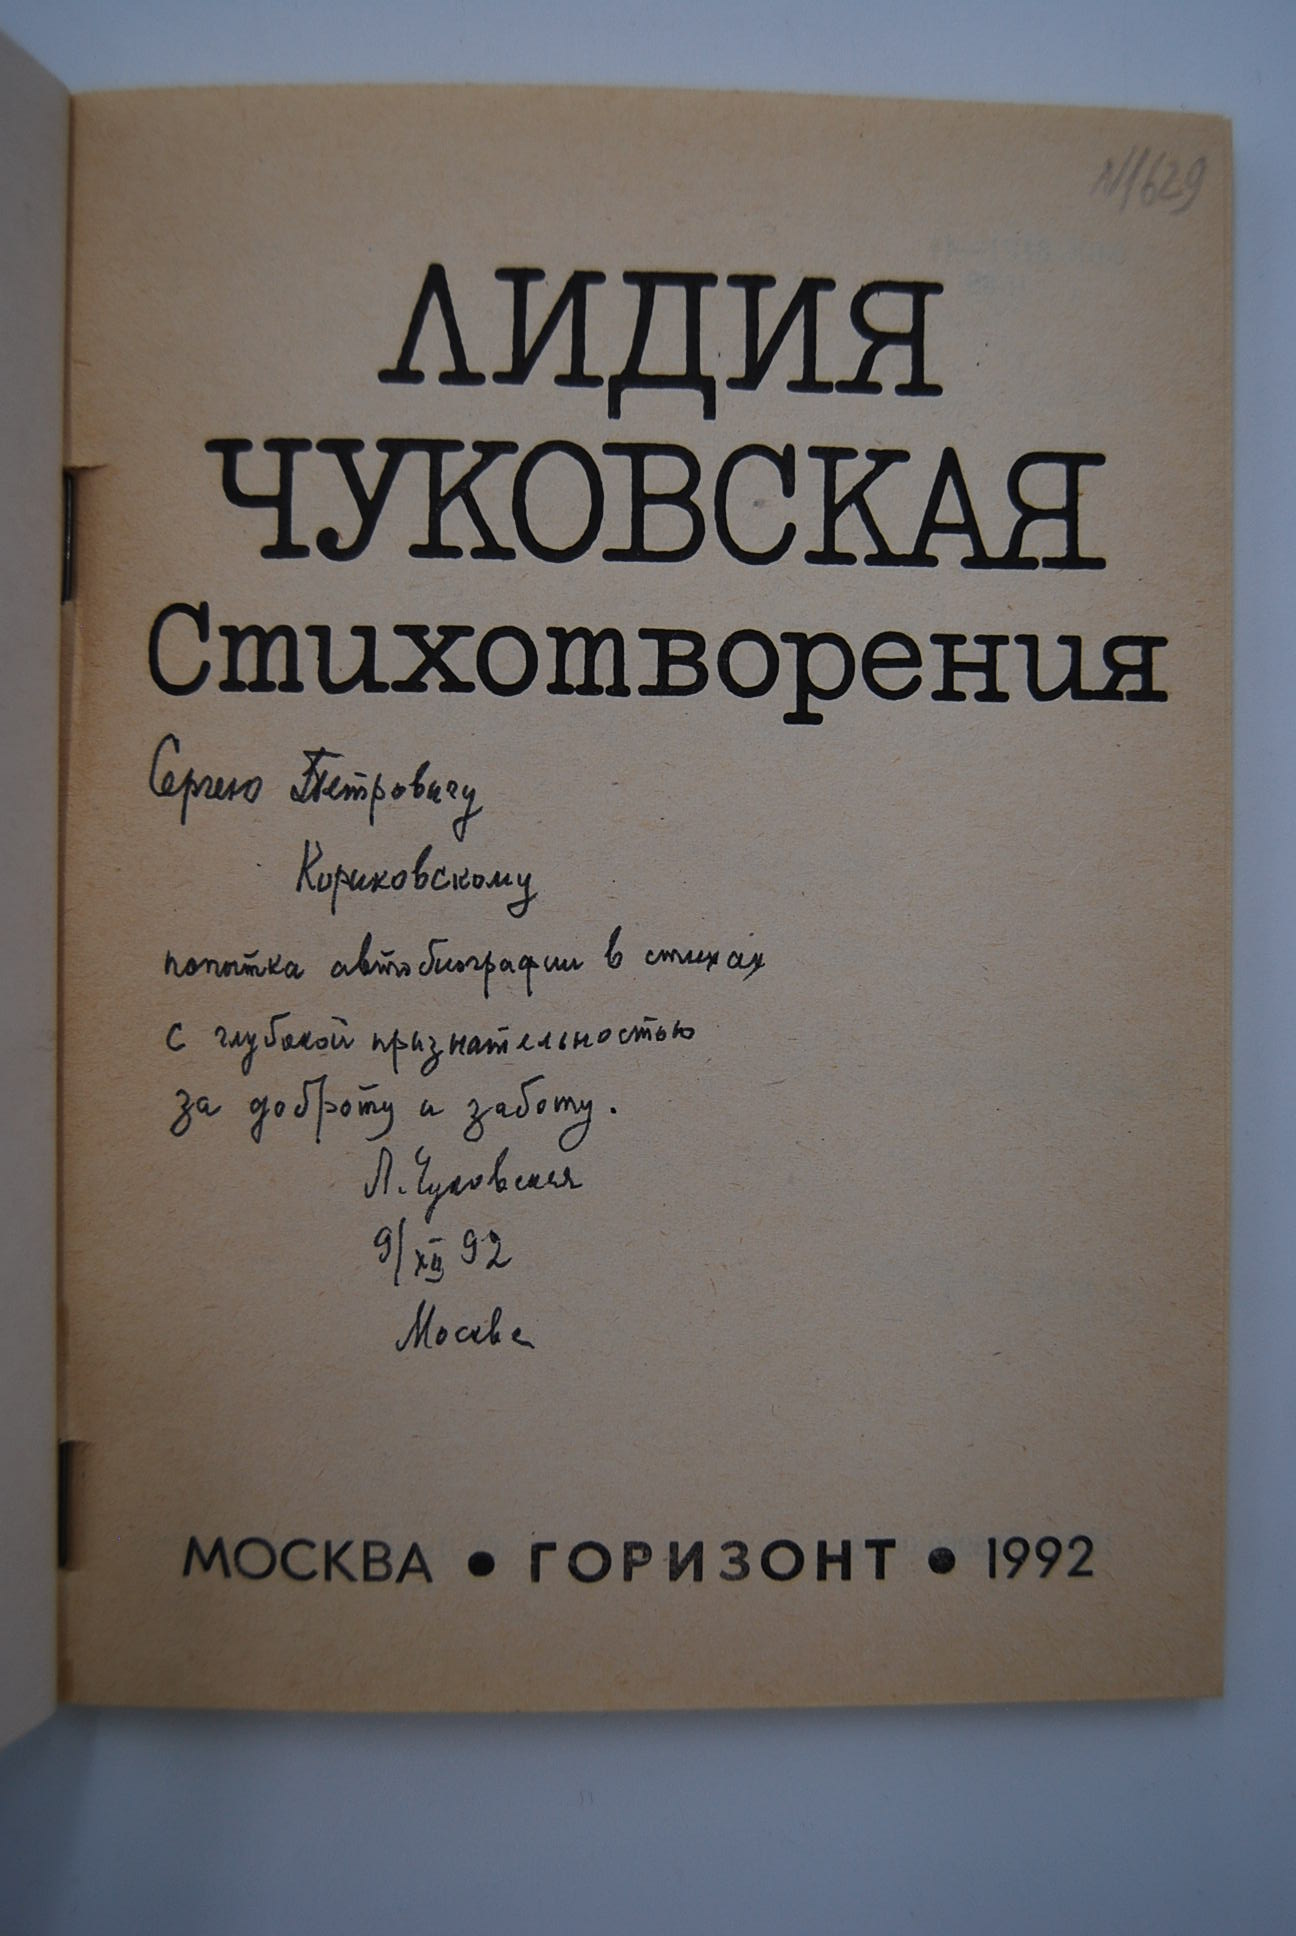 №1629
ЛИДИЯ
ЧУКОВСКАЯ
Стихотворения
Сергею Петровичу
Кориковскому
попытка автобиографии в стихах
с глубокой признательностью
за доброту и заботу.
Л. Чуковская
9/XII 92
Москва
МОСКВА • ГОРИЗОНТ • 1992